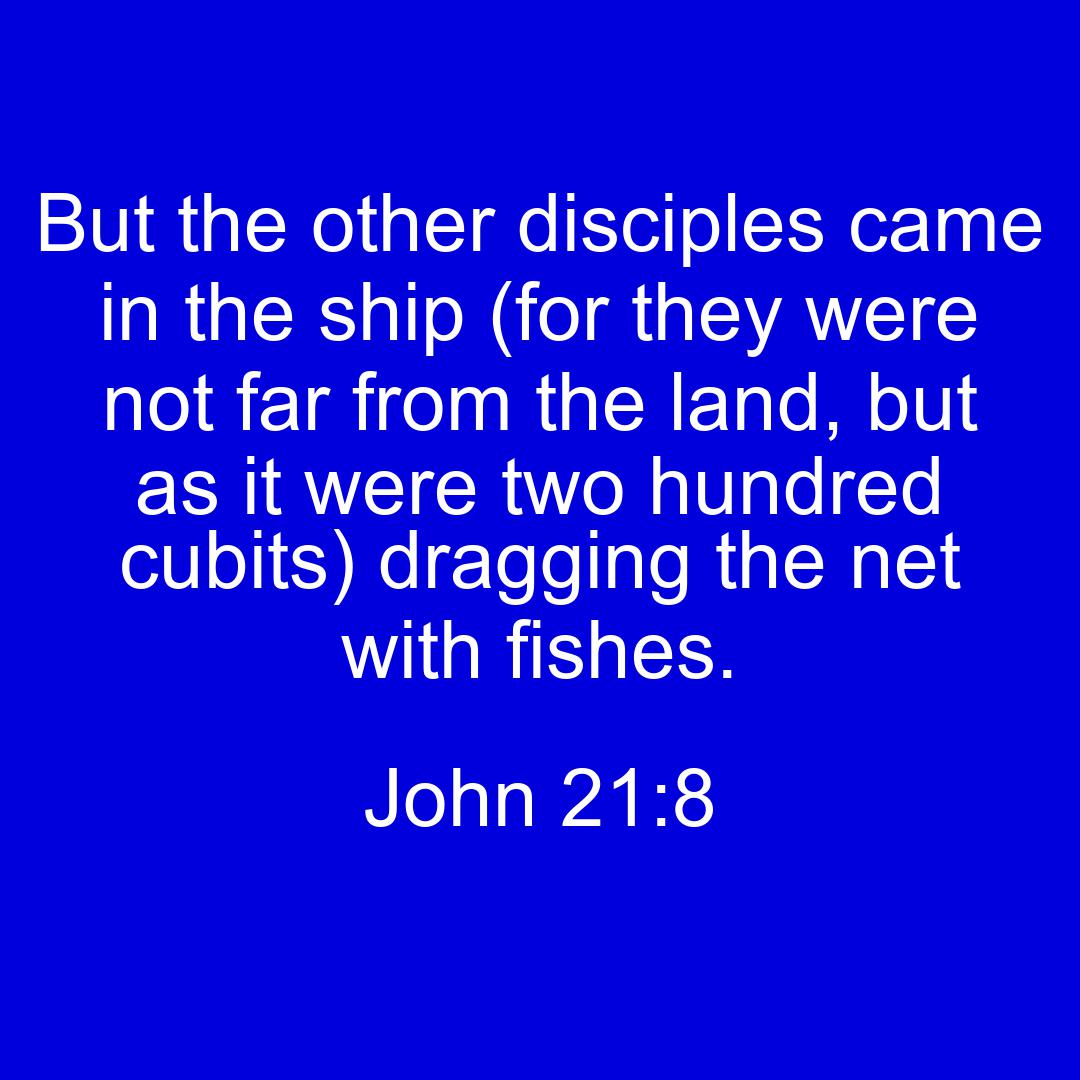 But the other disciples came
in the ship (for they were
not far from the land, but
as it were two hundred
cubits) dragging the net
with fishes.
John 21:8